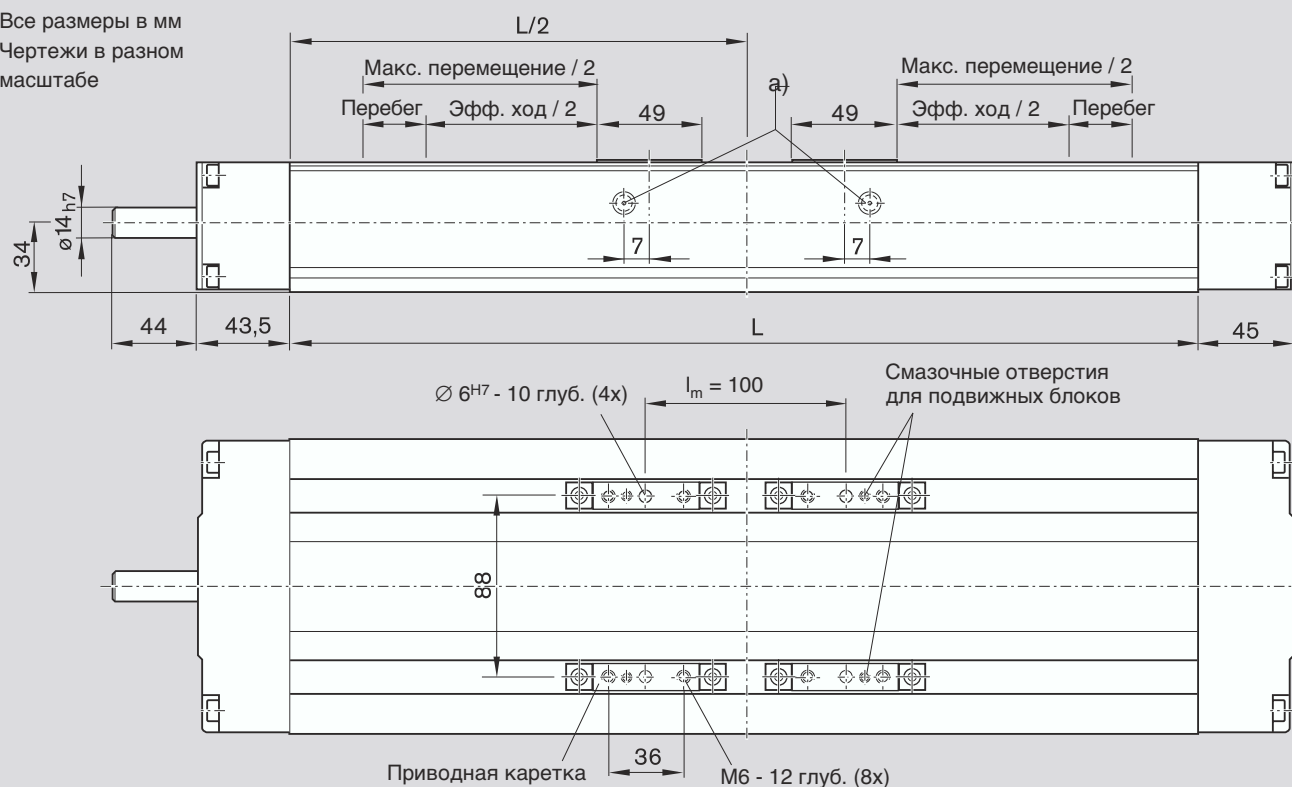 Все размеры в мм
Чертежи в разном
масштабе
L/2
Макс. перемещение / 2
Макс. перемещение / 2
a)
Перебег
Эфф. ход / 2
49
49
Эфф. ход / 2
Перебег
ø14h7
34
7
7
44
43,5
L
45
∅ 6H7 - 10 глуб. (4x)
lm = 100
Смазочные отверстия
для подвижных блоков
88
36
Приводная каретка
M6 - 12 глуб. (8x)